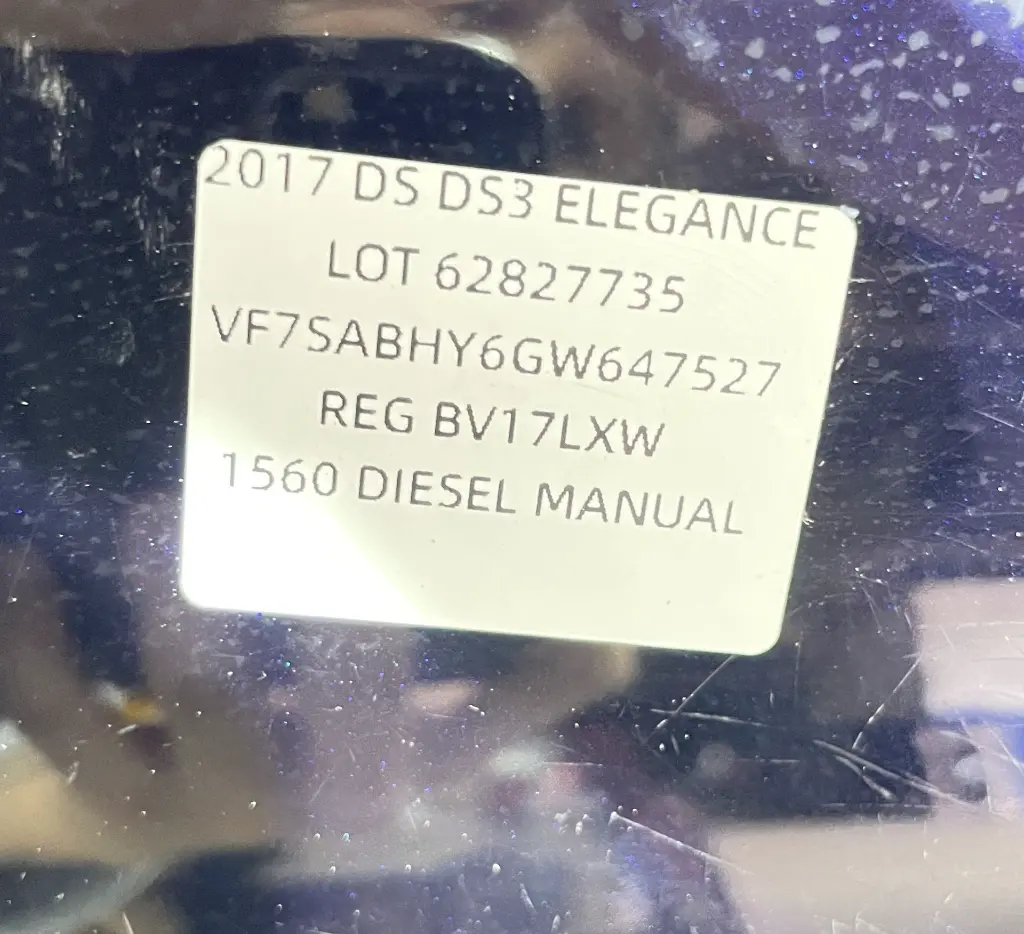 2017 DS DS3 ELEGANCE
LOT 62827735
VF7SABHY6GW647527
REG BV17LXW
1560 DIESEL MANUAL